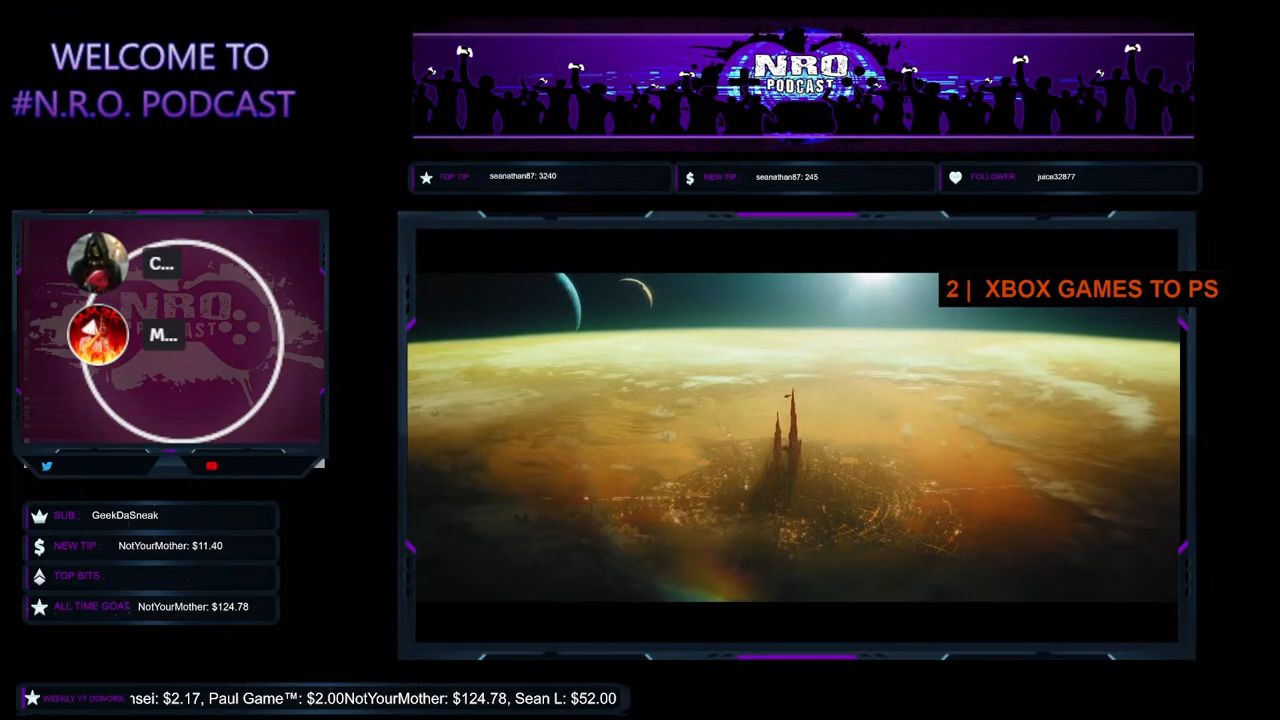 WELCOME TO
#N.R.O. PODCAST
NRO
PODCAST
TOP TIP seanathan87: 3240
NEW TIP seanathan87: 245
FOLLOWER juice32877
C...
M...
NRO
2 | XBOX GAMES TO PS
SUB : GeekDaSneak
NEW TIP : NotYourMother: $11.40
TOP BITS :
ALL TIME GOAT: NotYourMother: $124.78
WEEKLY YT DONORS: nsei: $2.17, Paul Game™: $2.00NotYourMother: $124.78, Sean L: $52.00